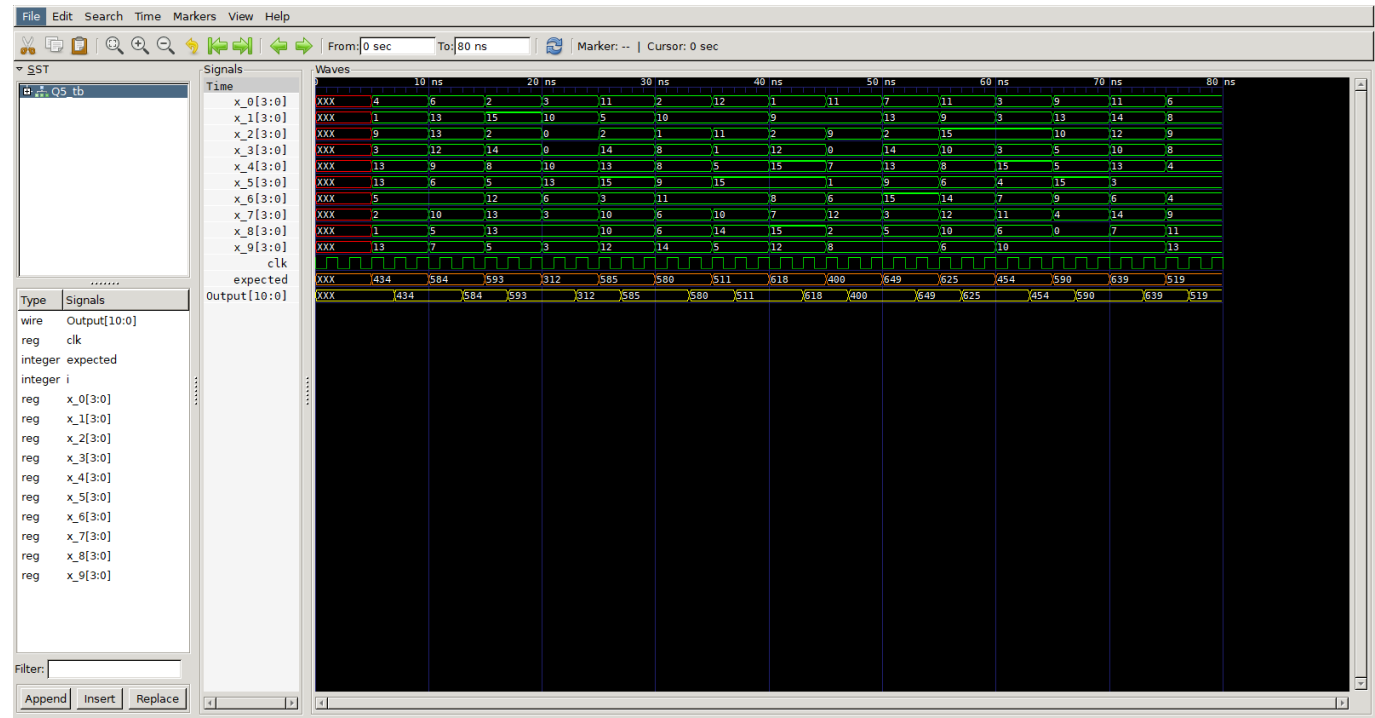 File Edit Search Time Markers View Help
From: 0 sec To: 80 ns Marker: -- | Cursor: 0 sec
SST
Q5_tb
Type Signals
wire Output[10:0]
reg clk
integer expected
integer i
reg x_0[3:0]
reg x_1[3:0]
reg x_2[3:0]
reg x_3[3:0]
reg x_4[3:0]
reg x_5[3:0]
reg x_6[3:0]
reg x_7[3:0]
reg x_8[3:0]
reg x_9[3:0]
Filter:
Append Insert Replace
Signals Waves
Time 0 10 ns 20 ns 30 ns 40 ns 50 ns 60 ns 70 ns 80 ns
x_0[3:0] XXX 4 6 2 3 11 2 12 1 11 7 11 3 9 11 6
x_1[3:0] XXX 1 13 15 10 5 10 9 13 9 3 13 14 8
x_2[3:0] XXX 9 13 2 0 2 1 11 2 9 2 15 10 12 9
x_3[3:0] XXX 3 12 14 0 14 8 1 12 0 14 10 3 5 10 8
x_4[3:0] XXX 13 9 8 10 13 8 5 15 7 13 8 15 5 13 4
x_5[3:0] XXX 13 6 5 13 15 9 15 1 9 6 4 15 3
x_6[3:0] XXX 5 12 6 3 11 8 6 15 14 7 9 6 4
x_7[3:0] XXX 2 10 13 3 10 6 10 7 12 3 12 11 4 14 9
x_8[3:0] XXX 1 5 13 10 6 14 15 2 5 10 6 0 7 11
x_9[3:0] XXX 13 7 5 3 12 14 5 12 8 6 10 13
clk
expected XXX 434 584 593 312 585 580 511 618 400 649 625 454 590 639 519
Output[10:0] XXX 434 584 593 312 585 580 511 618 400 649 625 454 590 639 519